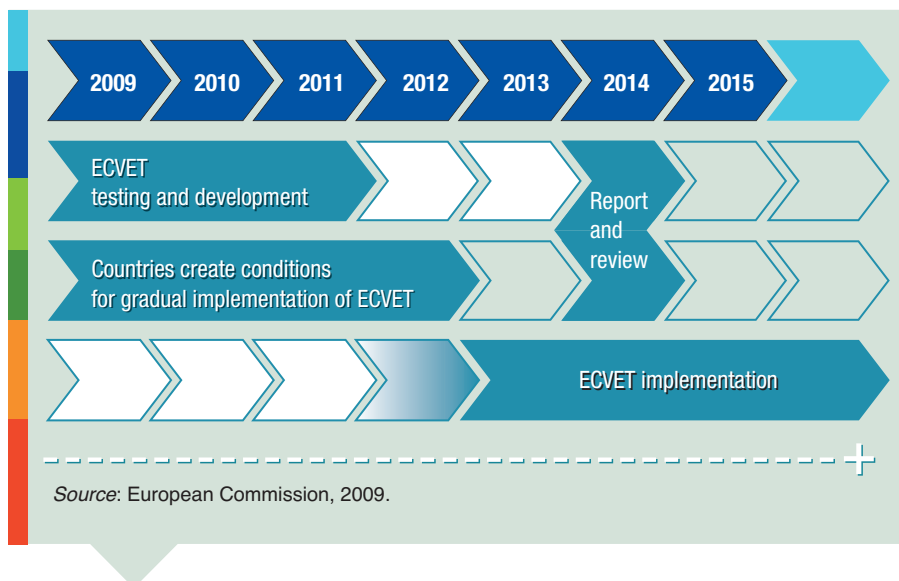 2009 2010 2011 2012 2013 2014 2015
ECVET
testing and development
Report
and
review
Countries create conditions
for gradual implementation of ECVET
ECVET implementation
Source: European Commission, 2009.